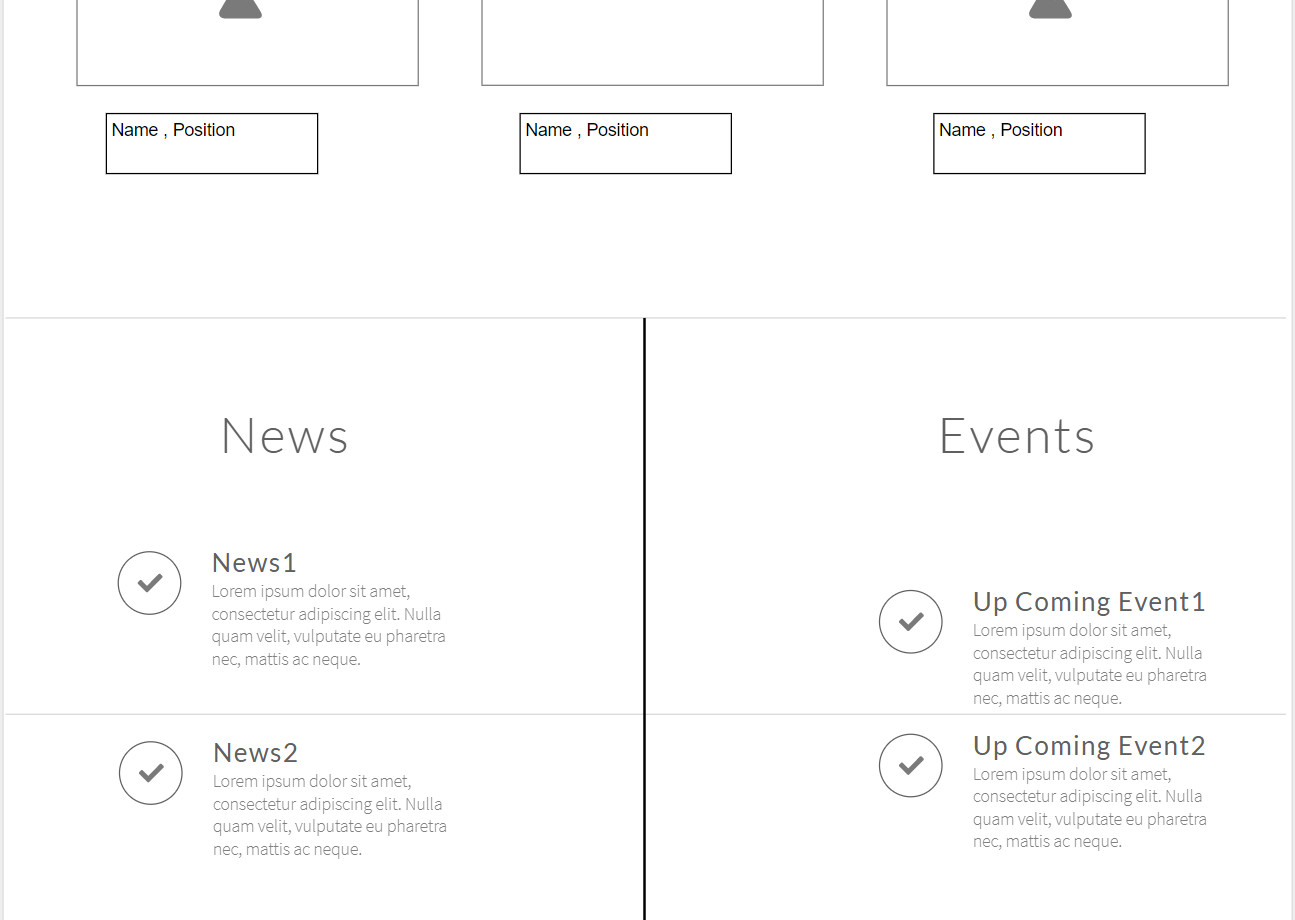 Name , Position
Name , Position
Name , Position
News
Events
News1
Lorem ipsum dolor sit amet,
consectetur adipiscing elit. Nulla
quam velit, vulputate eu pharetra
nec, mattis ac neque.
News2
Lorem ipsum dolor sit amet,
consectetur adipiscing elit. Nulla
quam velit, vulputate eu pharetra
nec, mattis ac neque.
Up Coming Event1
Lorem ipsum dolor sit amet,
consectetur adipiscing elit. Nulla
quam velit, vulputate eu pharetra
nec, mattis ac neque.
Up Coming Event2
Lorem ipsum dolor sit amet,
consectetur adipiscing elit. Nulla
quam velit, vulputate eu pharetra
nec, mattis ac neque.